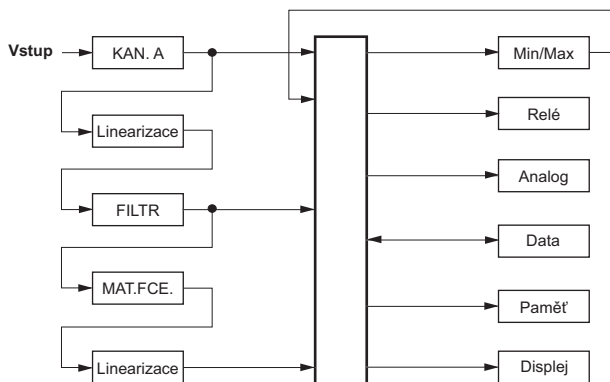 Vstup
KAN. A
Min/Max
Relé
Linearizace
Analog
FILTR
Data
MAT.FCE.
Paměť
Linearizace
Displej